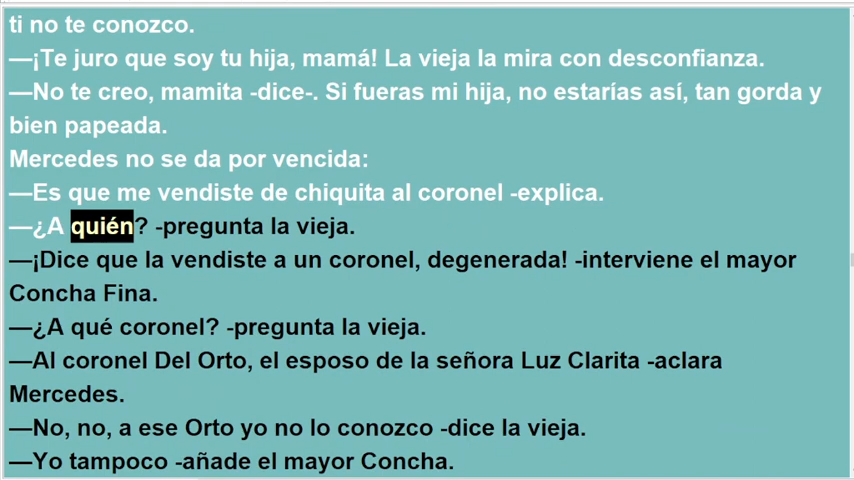 ti no te conozco.
—¡Te juro que soy tu hija, mamá! La vieja la mira con desconfianza.
—No te creo, mamita -dice-. Si fueras mi hija, no estarías así, tan gorda y
bien papeada.
Mercedes no se da por vencida:
—Es que me vendiste de chiquita al coronel -explica.
—¿A quién? -pregunta la vieja.
—¡Dice que la vendiste a un coronel, degenerada! -interviene el mayor
Concha Fina.
—¿A qué coronel? -pregunta la vieja.
—Al coronel Del Orto, el esposo de la señora Luz Clarita -aclara
Mercedes.
—No, no, a ese Orto yo no lo conozco -dice la vieja.
—Yo tampoco -añade el mayor Concha.